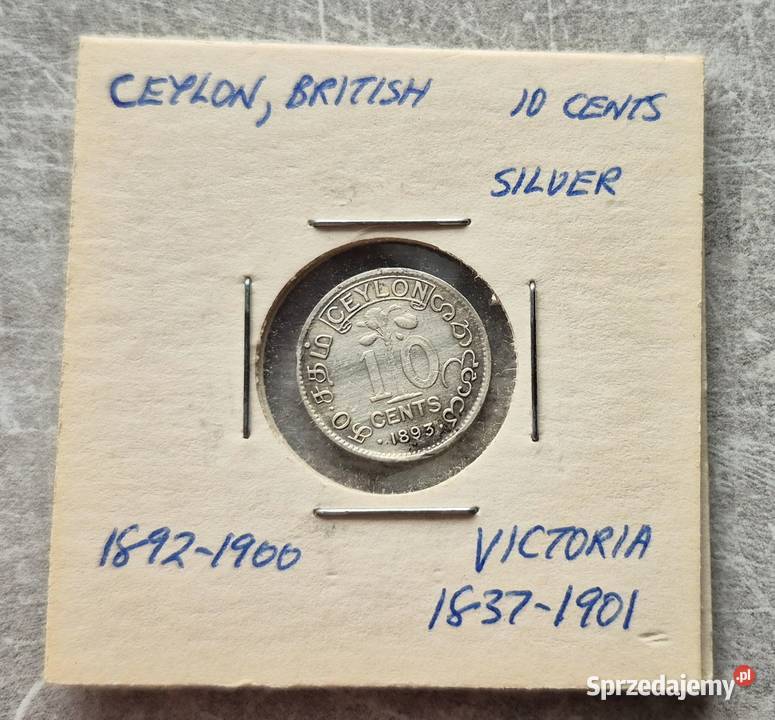 CEYLON, BRITISH 10 CENTS
SILVER
CEYLON
10
CENTS
· 1893 ·
1892-1900
VICTORIA
1837-1901
Sprzedajemy.pl